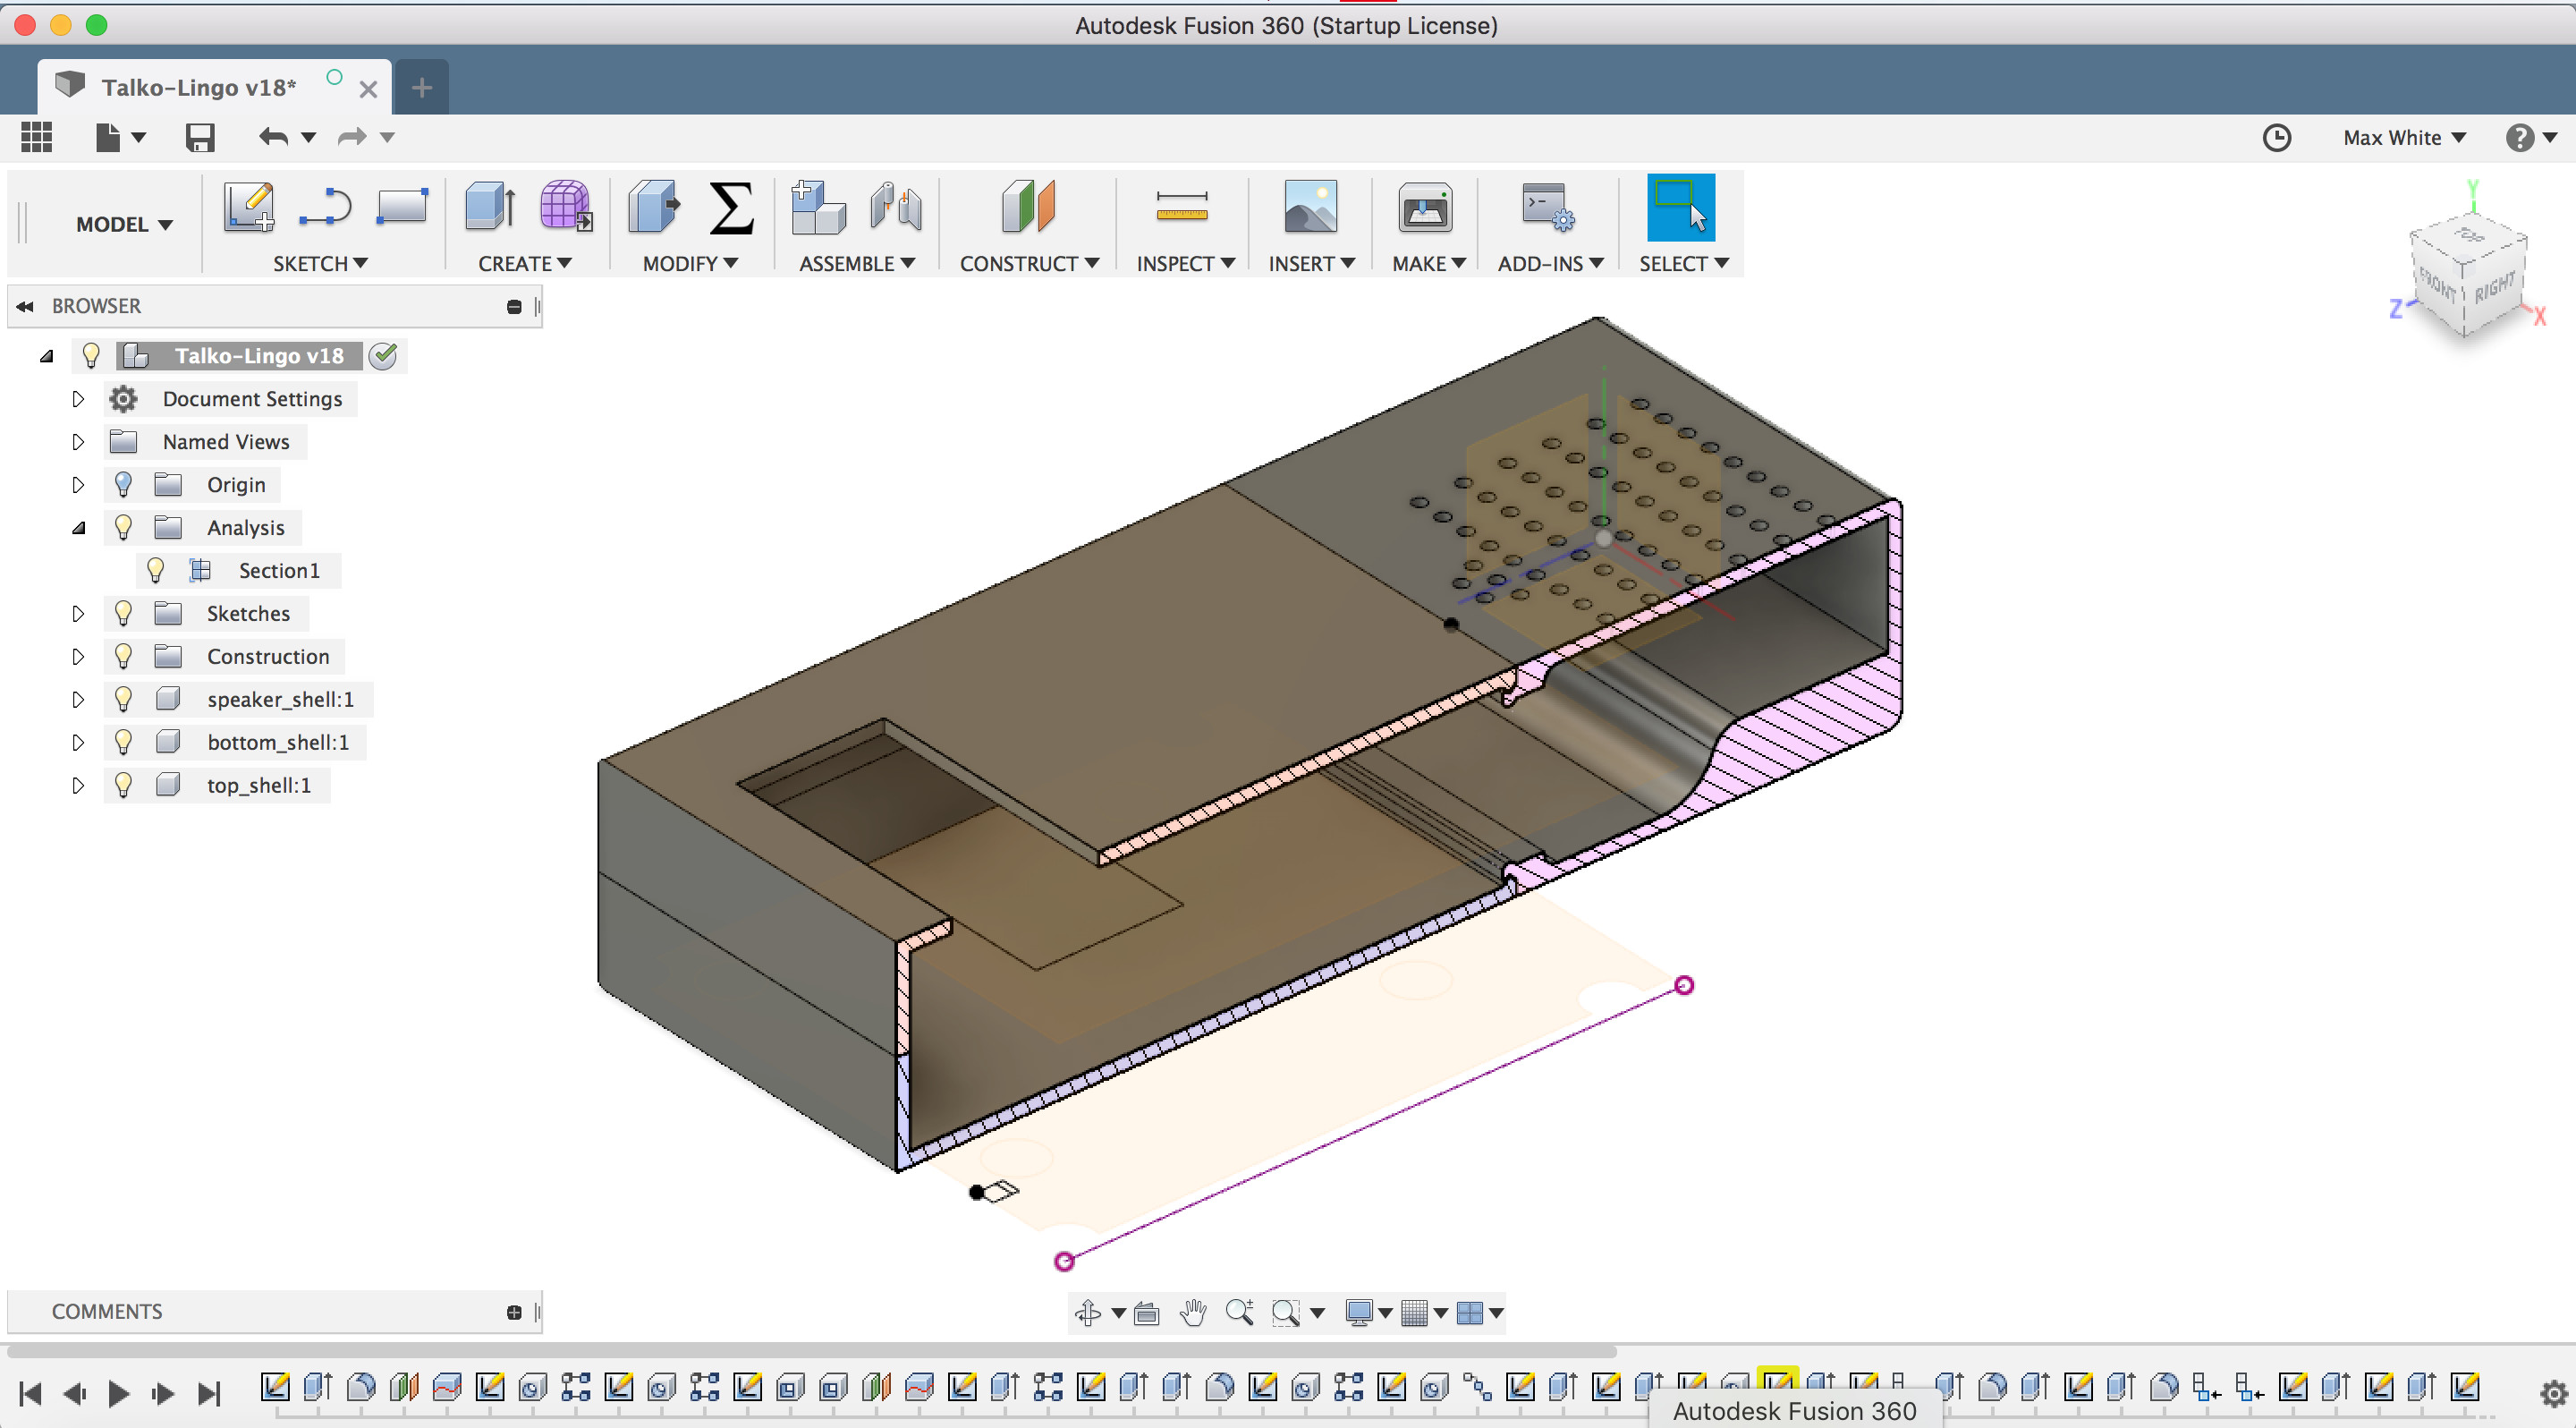 Autodesk Fusion 360 (Startup License)
Talko-Lingo v18*
Max White
MODEL
SKETCH
CREATE
MODIFY
ASSEMBLE
CONSTRUCT
INSPECT
INSERT
MAKE
ADD-INS
SELECT
Y
FRONT
RIGHT
Z
X
BROWSER
Talko-Lingo v18
Document Settings
Named Views
Origin
Analysis
Section1
Sketches
Construction
speaker_shell:1
bottom_shell:1
top_shell:1
COMMENTS
Autodesk Fusion 360